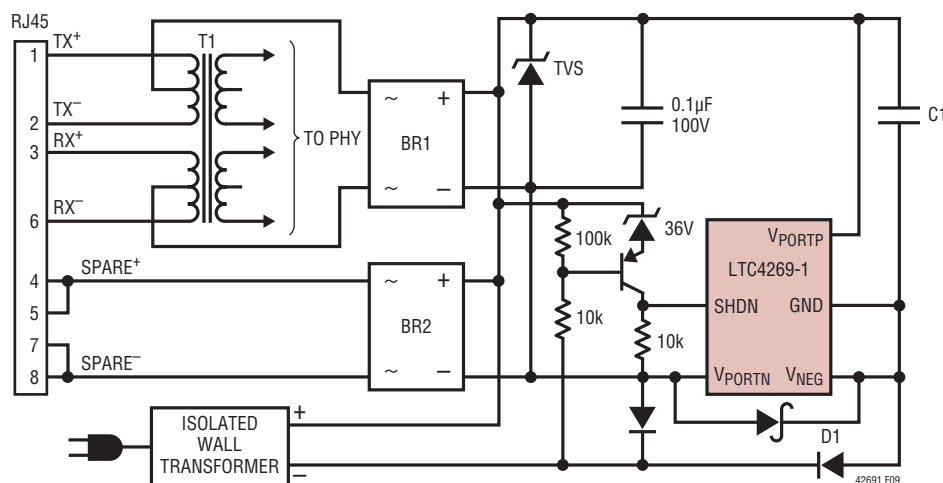 RJ45
1
TX+
2
TX−
3
RX+
6
RX−
4
SPARE+
5
7
8
SPARE−
T1
TO PHY
~
+
BR1
~
−
~
+
BR2
~
−
TVS
0.1µF
100V
C1
100k
36V
10k
10k
VPORTP
LTC4269-1
SHDN
GND
VPORTN
VNEG
D1
ISOLATED
WALL
TRANSFORMER
+
−
42691 F09